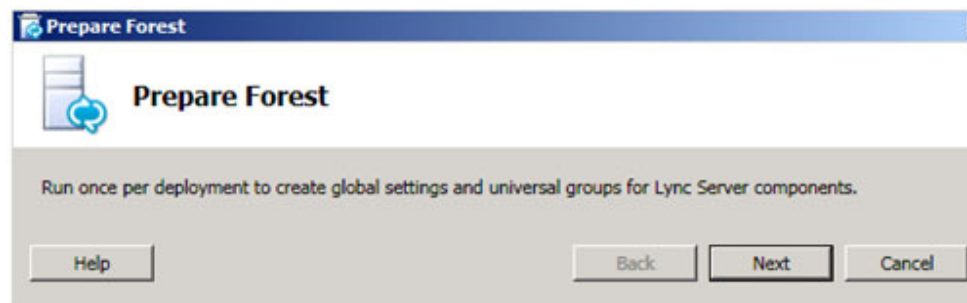 Prepare Forest
Prepare Forest
Run once per deployment to create global settings and universal groups for Lync Server components.
Help Back Next Cancel